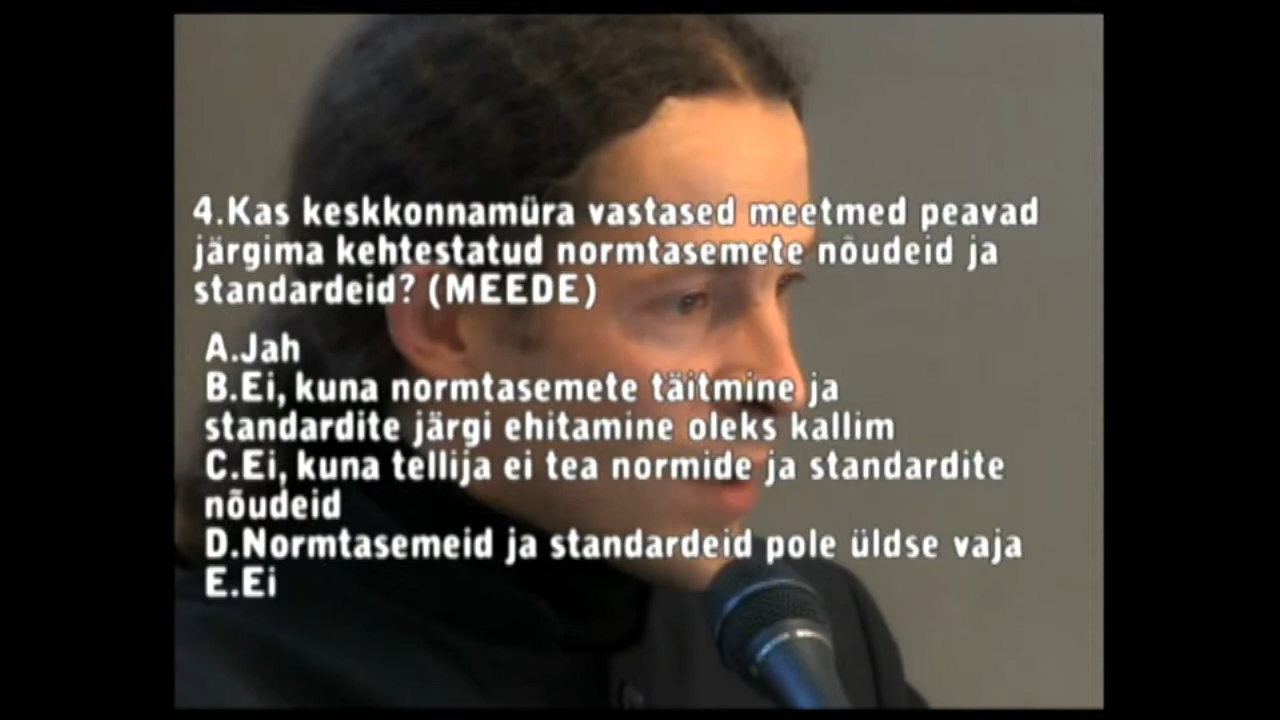 4.Kas keskkonnamüra vastased meetmed peavad
järgima kehtestatud normtasemete nõudeid ja
standardeid? (MEEDE)
A.Jah
B.Ei, kuna normtasemete täitmine ja
standardite järgi ehitamine oleks kallim
C.Ei, kuna tellija ei tea normide ja standardite
nõudeid
D.Normtasemeid ja standardeid pole üldse vaja
E.Ei